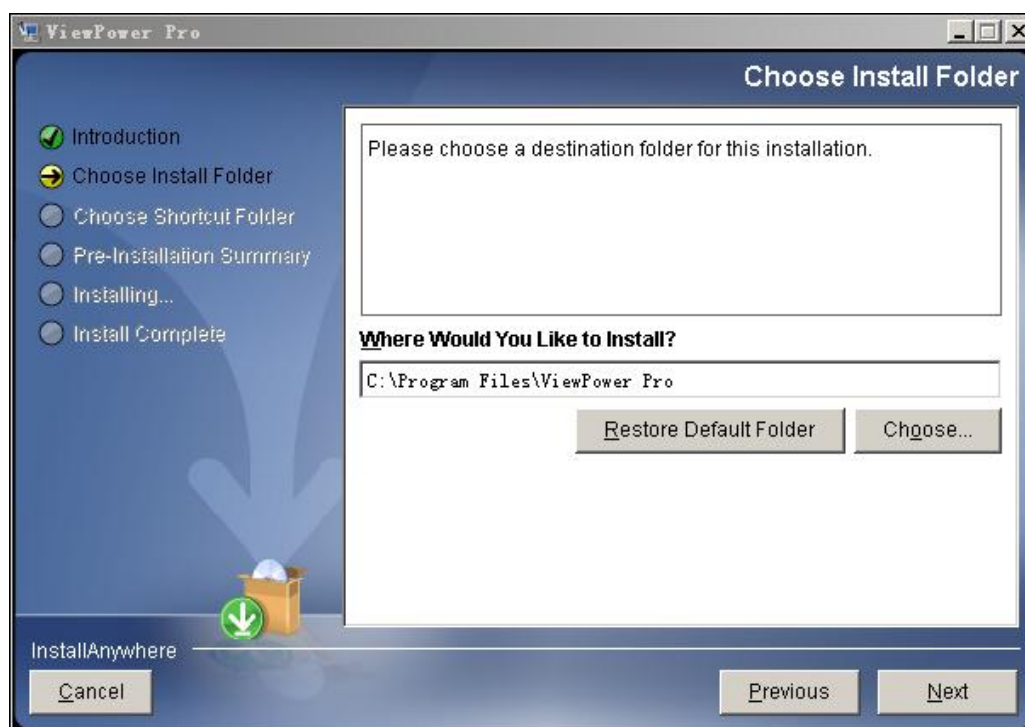 ViewPower Pro
Choose Install Folder
Introduction
Choose Install Folder
Choose Shortcut Folder
Pre-Installation Summary
Installing...
Install Complete
Please choose a destination folder for this installation.
Where Would You Like to Install?
C:\Program Files\ViewPower Pro
Restore Default Folder
Choose...
InstallAnywhere
Cancel
Previous
Next